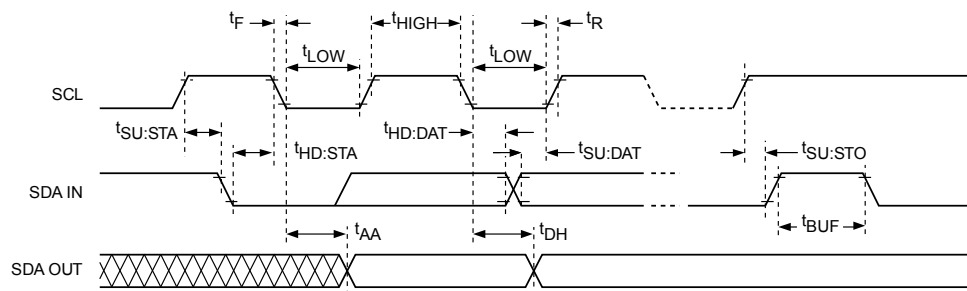 tF
tHIGH
tR
tLOW
tLOW
SCL
tSU:STA
tHD:STA
tHD:DAT
tSU:DAT
tSU:STO
SDA IN
tAA
tDH
tBUF
SDA OUT